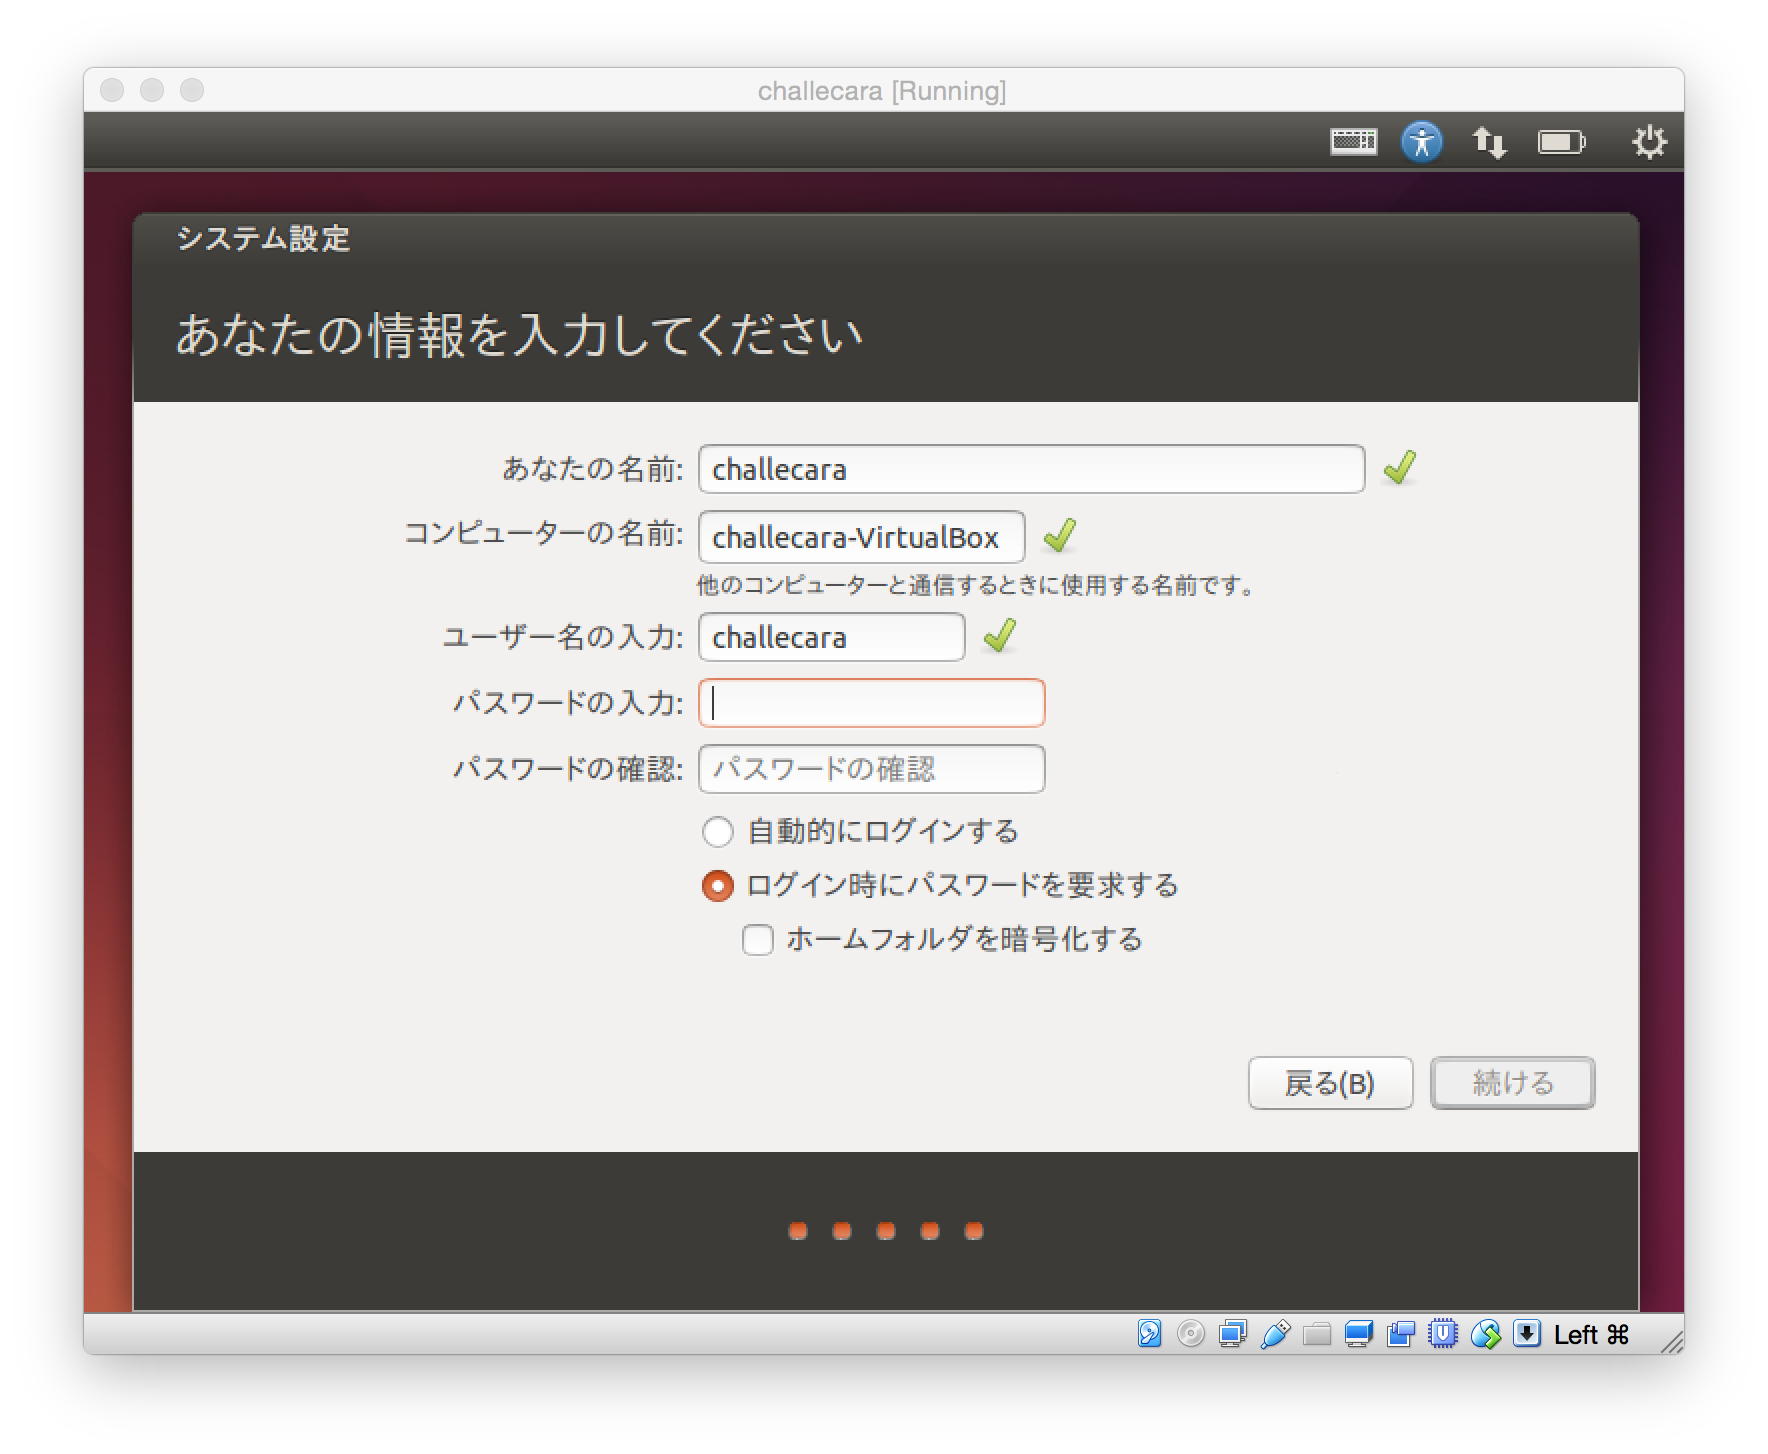 challecara [Running]
システム設定
あなたの情報を入力してください
あなたの名前: challecara
コンピューターの名前: challecara-VirtualBox
他のコンピューターと通信するときに使用する名前です。
ユーザー名の入力: challecara
パスワードの入力:
パスワードの確認: パスワードの確認
自動的にログインする
ログイン時にパスワードを要求する
ホームフォルダを暗号化する
戻る(B) 続ける
Left ⌘